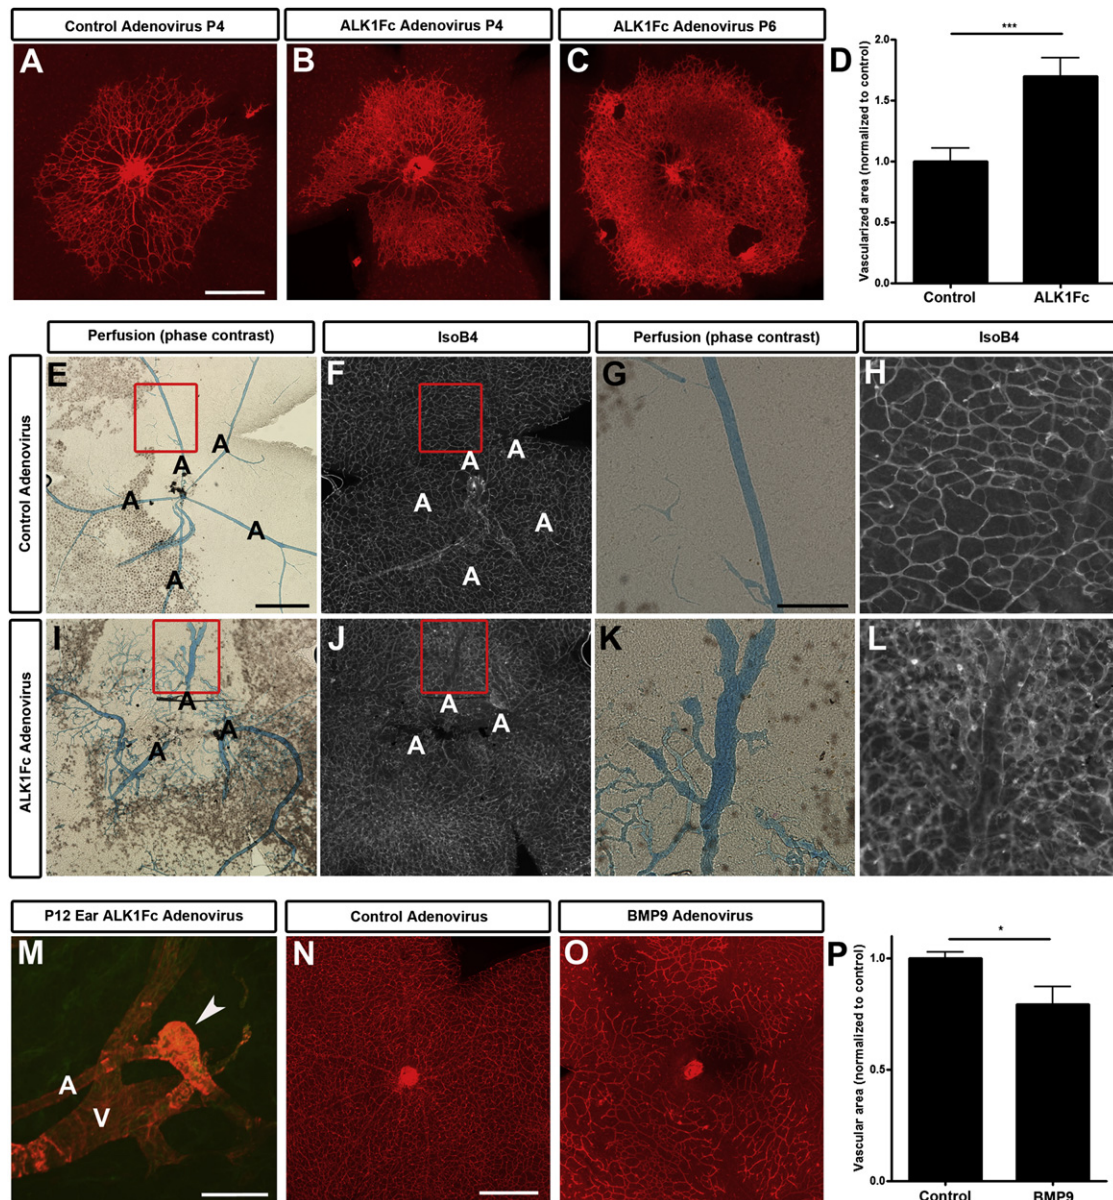 Control Adenovirus P4
ALK1Fc Adenovirus P4
ALK1Fc Adenovirus P6
A
B
C
D
***
Vascularized area (normalized to control)
2.0
1.5
1.0
0.5
0.0
Control
ALK1Fc
Perfusion (phase contrast)
IsoB4
Perfusion (phase contrast)
IsoB4
Control Adenovirus
E
A
A
A
A
A
F
A
A
A
A
A
G
H
ALK1Fc Adenovirus
I
A
A
A
J
A
A
A
K
L
P12 Ear ALK1Fc Adenovirus
Control Adenovirus
BMP9 Adenovirus
M
A
V
N
O
P
*
Vascular area (normalized to control)
1.0
0.5
0.0
Control
BMP9